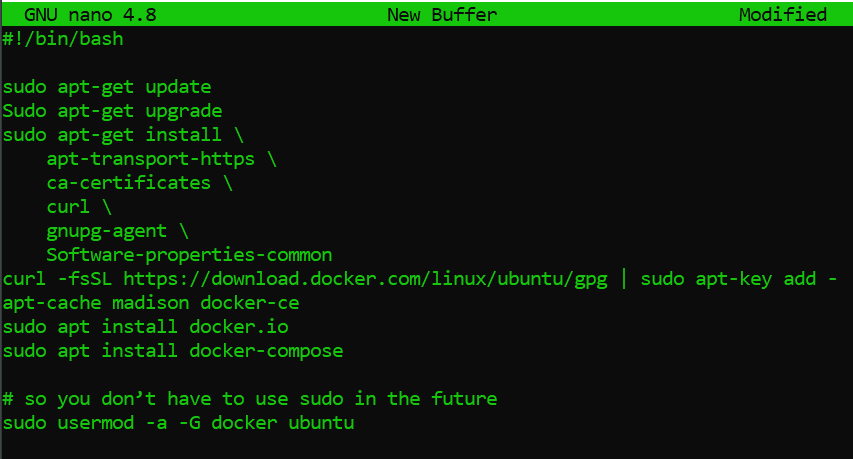 GNU nano 4.8 New Buffer Modified
#!/bin/bash
sudo apt-get update
Sudo apt-get upgrade
sudo apt-get install \
apt-transport-https \
ca-certificates \
curl \
gnupg-agent \
Software-properties-common
curl -fsSL https://download.docker.com/linux/ubuntu/gpg | sudo apt-key add -
apt-cache madison docker-ce
sudo apt install docker.io
sudo apt install docker-compose
# so you don’t have to use sudo in the future
sudo usermod -a -G docker ubuntu